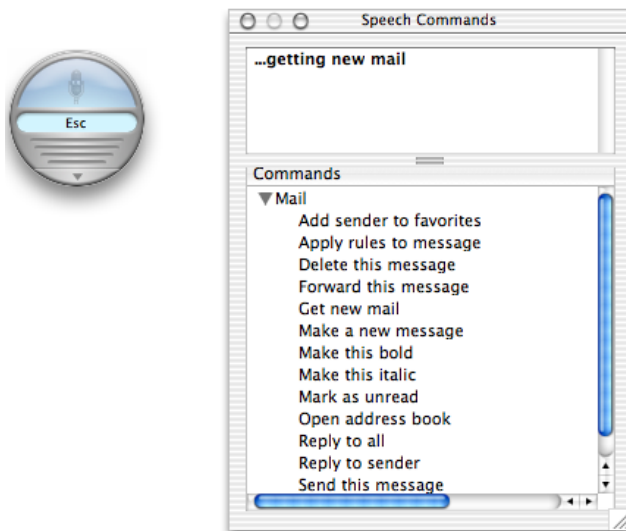 Speech Commands
...getting new mail
Esc
Commands
Mail
Add sender to favorites
Apply rules to message
Delete this message
Forward this message
Get new mail
Make a new message
Make this bold
Make this italic
Mark as unread
Open address book
Reply to all
Reply to sender
Send this message